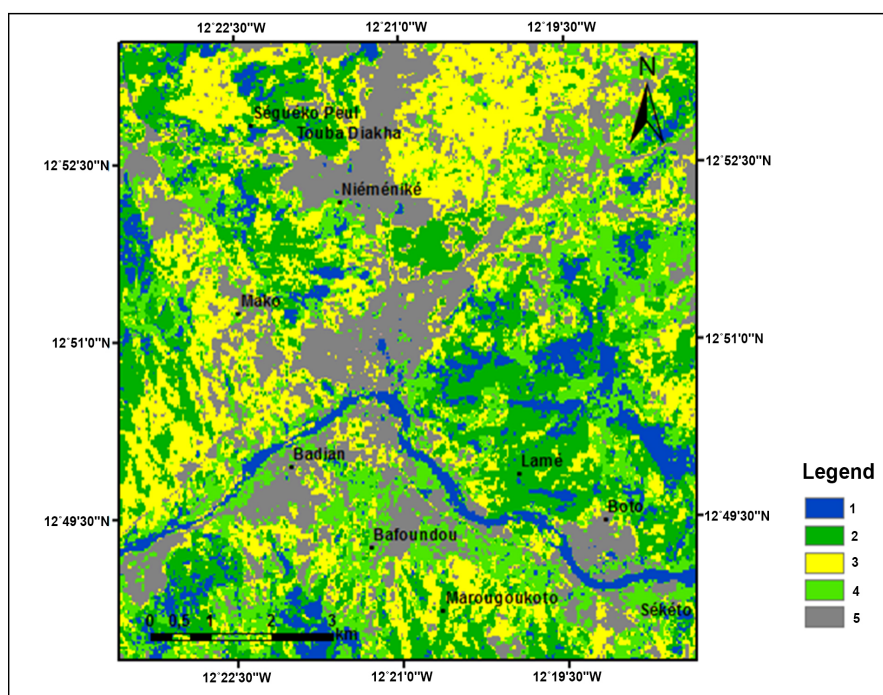 12°22'30"W 12°21'0"W 12°19'30"W
N
Séguéko Peul
Touba Diakha
12°52'30"N 12°52'30"N
Niéméniké
Mako
12°51'0"N 12°51'0"N
Badian
Lamé
Legend
1
2
3
4
5
12°49'30"N 12°49'30"N
Boto
Bafoundou
Marougoukoto
Sékéto
0 0,5 1 2 3
km
12°22'30"W 12°21'0"W 12°19'30"W